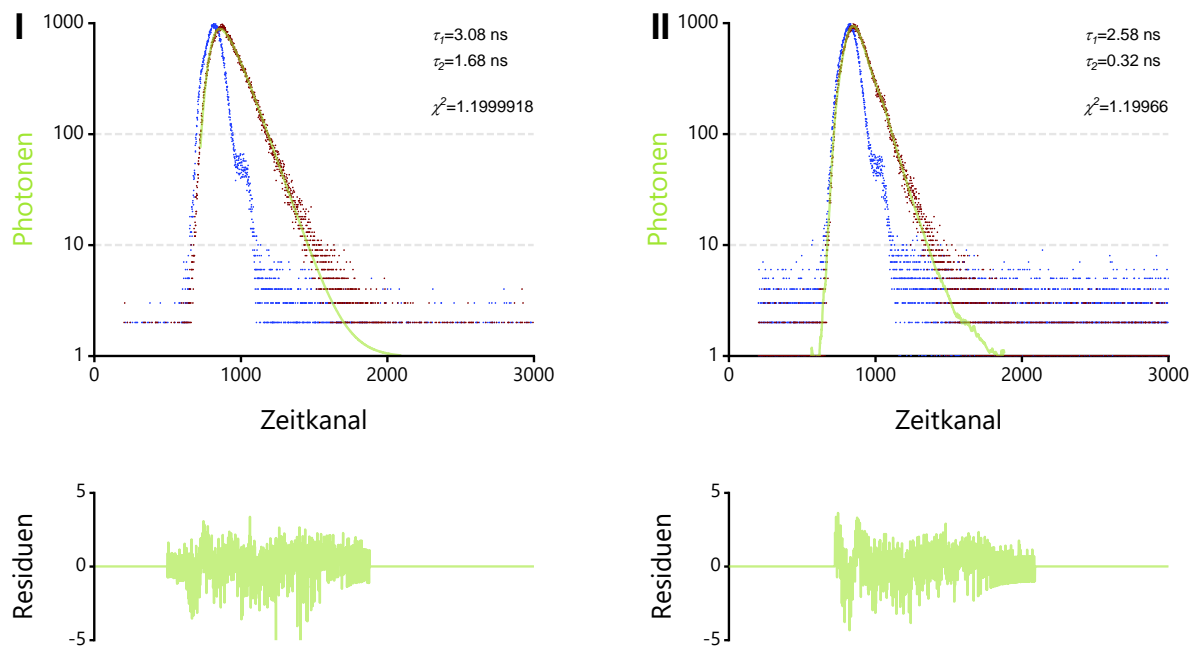 I
1000
100
10
1
Photonen
τ1=3.08 ns
τ2=1.68 ns
χ2=1.1999918
0
1000
2000
3000
Zeitkanal
5
0
-5
Residuen
II
1000
100
10
1
Photonen
τ1=2.58 ns
τ2=0.32 ns
χ2=1.19966
0
1000
2000
3000
Zeitkanal
5
0
-5
Residuen